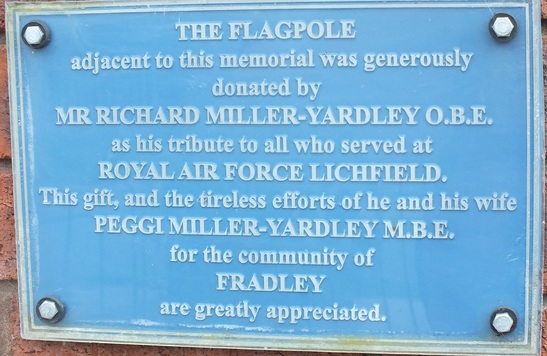 THE FLAGPOLE
adjacent to this memorial was generously
donated by
MR RICHARD MILLER-YARDLEY O.B.E.
as his tribute to all who served at
ROYAL AIR FORCE LICHFIELD.
This gift, and the tireless efforts of he and his wife
PEGGI MILLER-YARDLEY M.B.E.
for the community of
FRADLEY
are greatly appreciated.